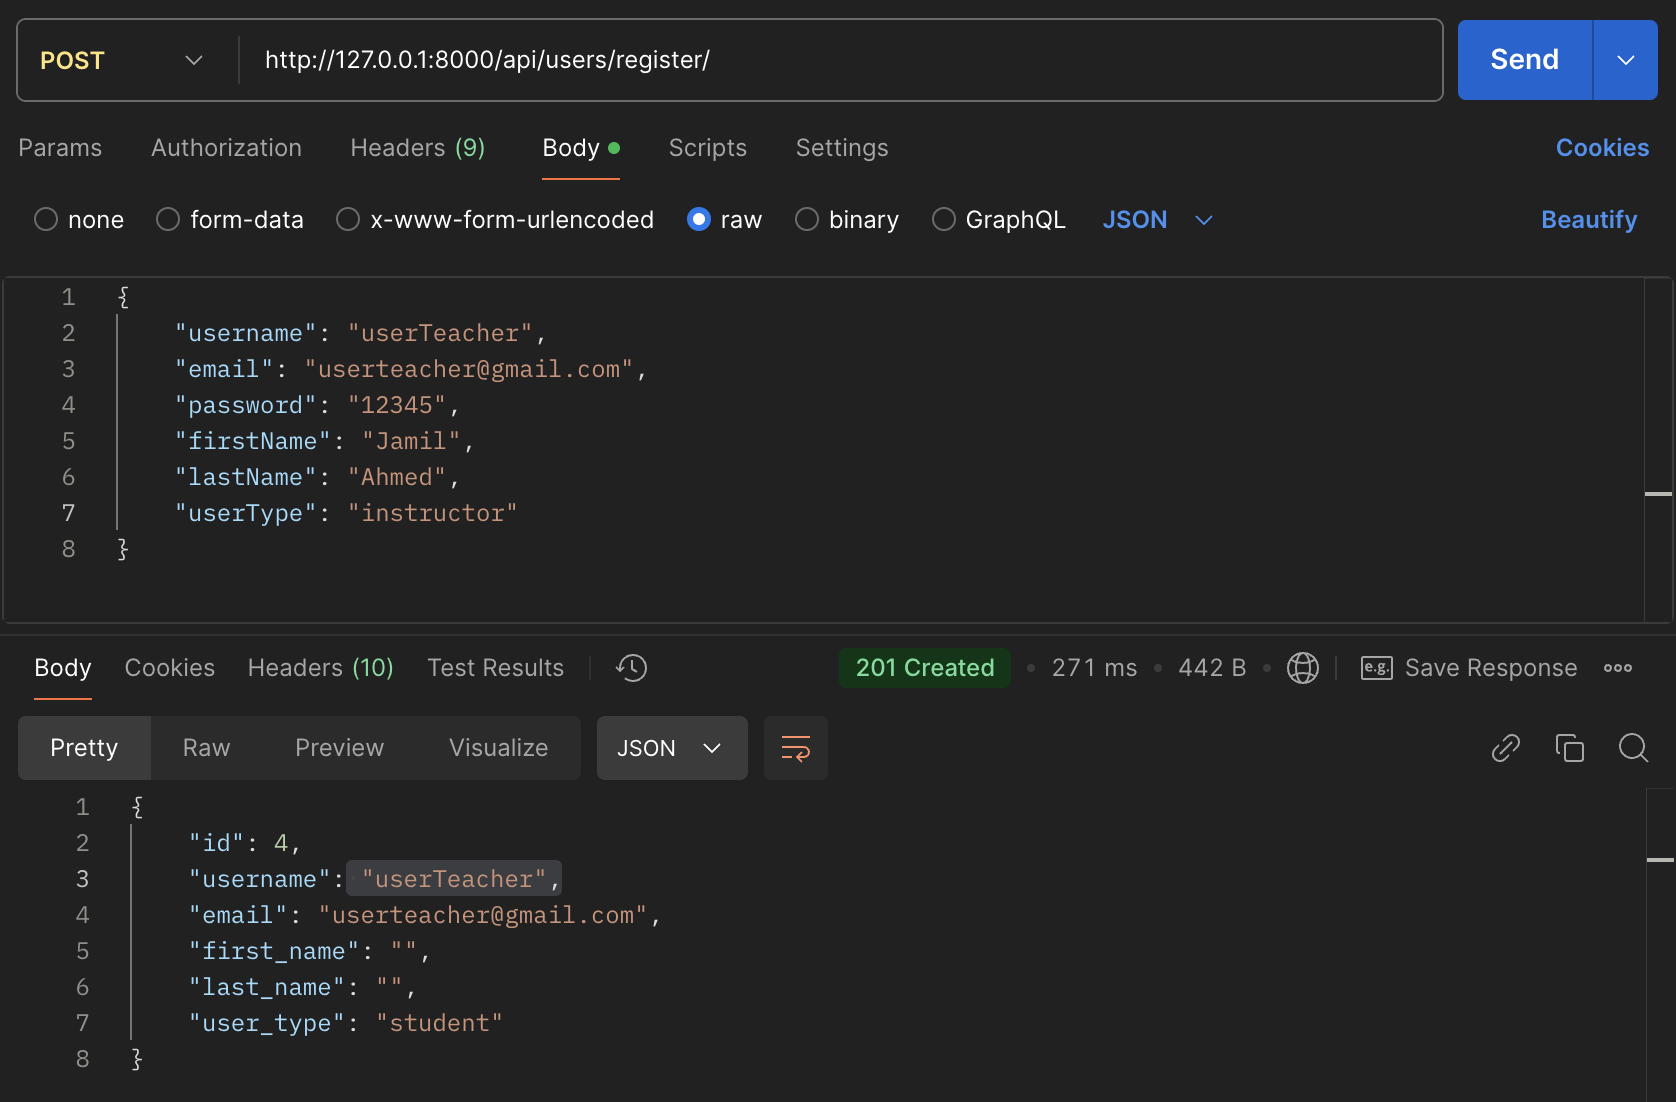 POST http://127.0.0.1:8000/api/users/register/ Send
Params Authorization Headers (9) Body Scripts Settings Cookies
none form-data x-www-form-urlencoded raw binary GraphQL JSON Beautify
1 {
2 "username": "userTeacher",
3 "email": "userteacher@gmail.com",
4 "password": "12345",
5 "firstName": "Jamil",
6 "lastName": "Ahmed",
7 "userType": "instructor"
8 }
Body Cookies Headers (10) Test Results 201 Created • 271 ms • 442 B • e.g. Save Response
Pretty Raw Preview Visualize JSON
1 {
2 "id": 4,
3 "username": "userTeacher",
4 "email": "userteacher@gmail.com",
5 "first_name": "",
6 "last_name": "",
7 "user_type": "student"
8 }